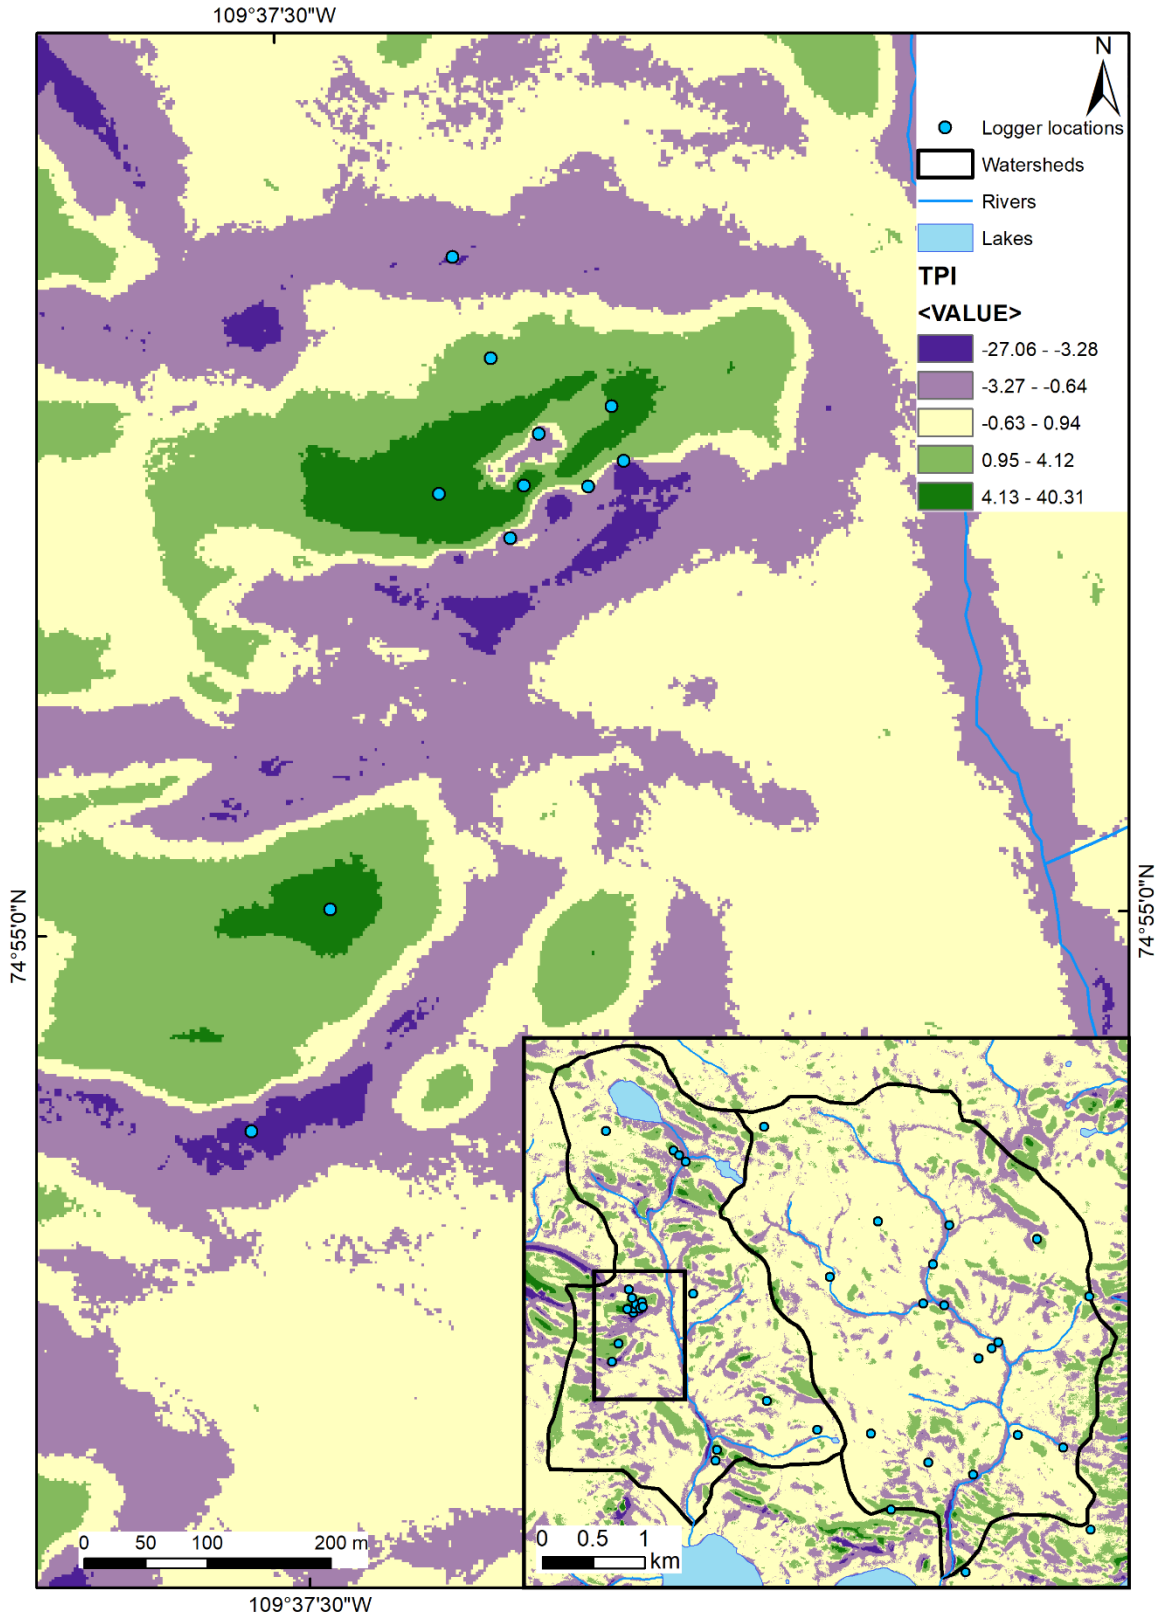 109°37'30"W
N
Logger locations
Watersheds
Rivers
Lakes
TPI
<VALUE>
-27.06 - -3.28
-3.27 - -0.64
-0.63 - 0.94
0.95 - 4.12
4.13 - 40.31
74°55'0"N
74°55'0"N
0 50 100 200 m
0 0.5 1
km
109°37'30"W